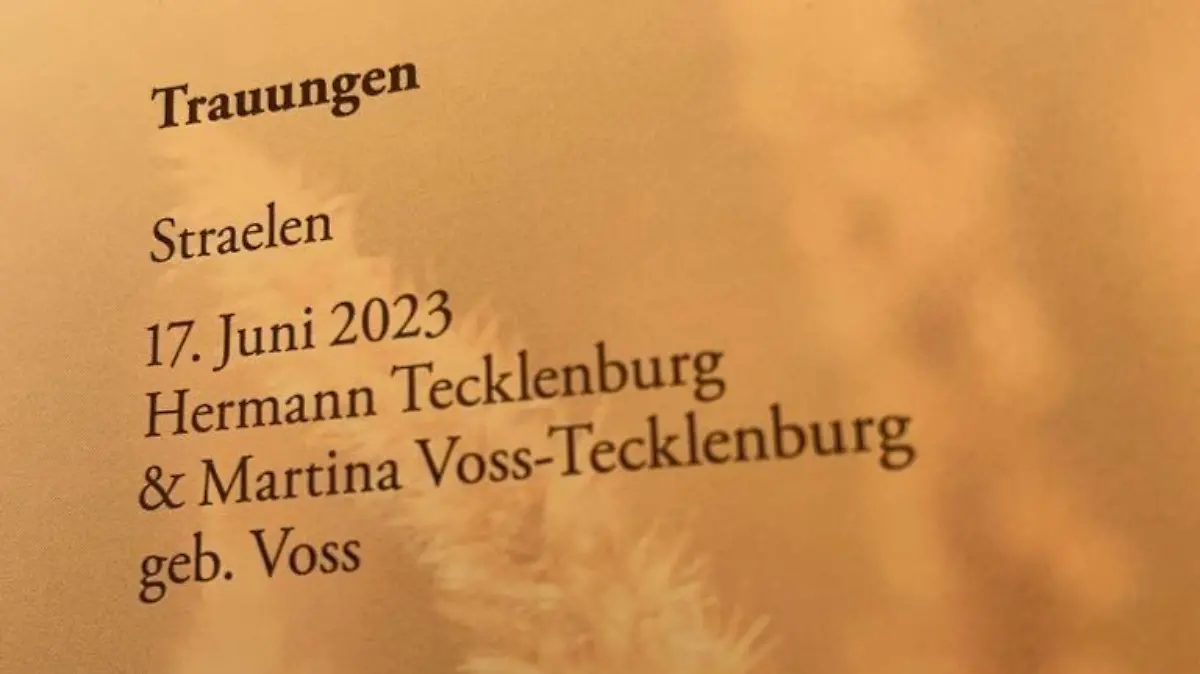 Trauungen
Straelen
17. Juni 2023
Hermann Tecklenburg
& Martina Voss-Tecklenburg
geb. Voss